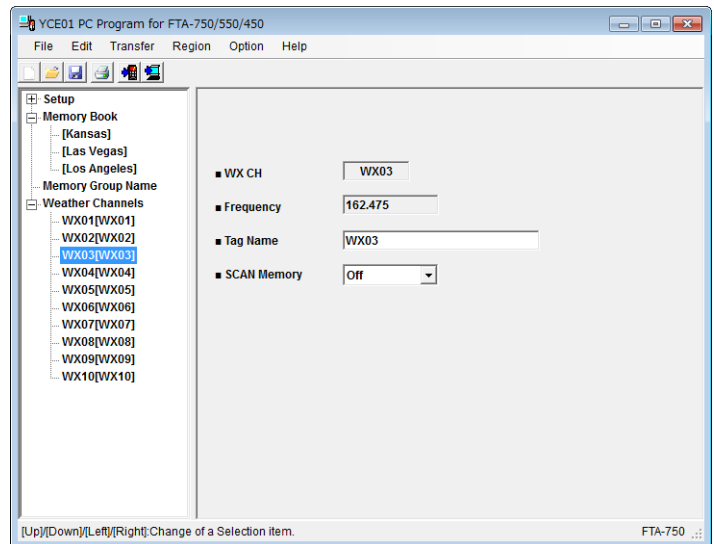 YCE01 PC Program for FTA-750/550/450
File Edit Transfer Region Option Help
Setup
Memory Book
[Kansas]
[Las Vegas]
[Los Angeles]
Memory Group Name
Weather Channels
WX01[WX01]
WX02[WX02]
WX03[WX03]
WX04[WX04]
WX05[WX05]
WX06[WX06]
WX07[WX07]
WX08[WX08]
WX09[WX09]
WX10[WX10]
WX CH WX03
Frequency 162.475
Tag Name WX03
SCAN Memory Off
[Up]/[Down]/[Left]/[Right]:Change of a Selection item. FTA-750